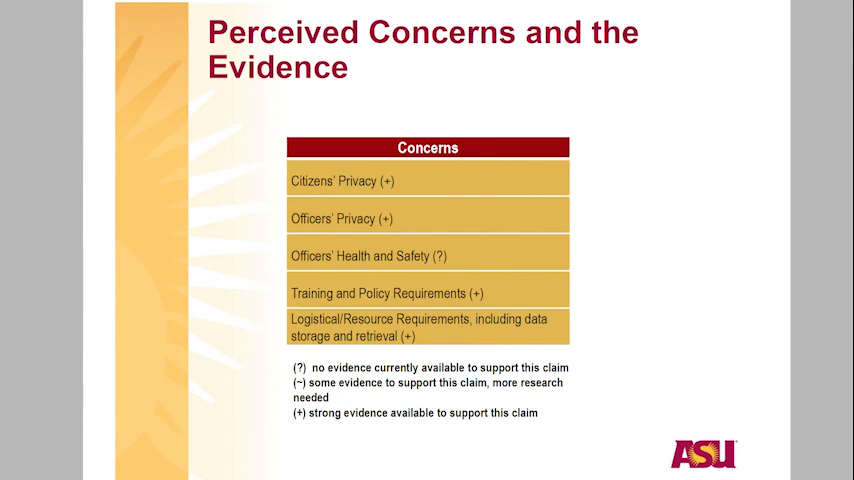 Perceived Concerns and the
Evidence
Concerns
Citizens’ Privacy (+)
Officers’ Privacy (+)
Officers’ Health and Safety (?)
Training and Policy Requirements (+)
Logistical/Resource Requirements, including data
storage and retrieval (+)
(?) no evidence currently available to support this claim
(~) some evidence to support this claim, more research
needed
(+) strong evidence available to support this claim
ASU